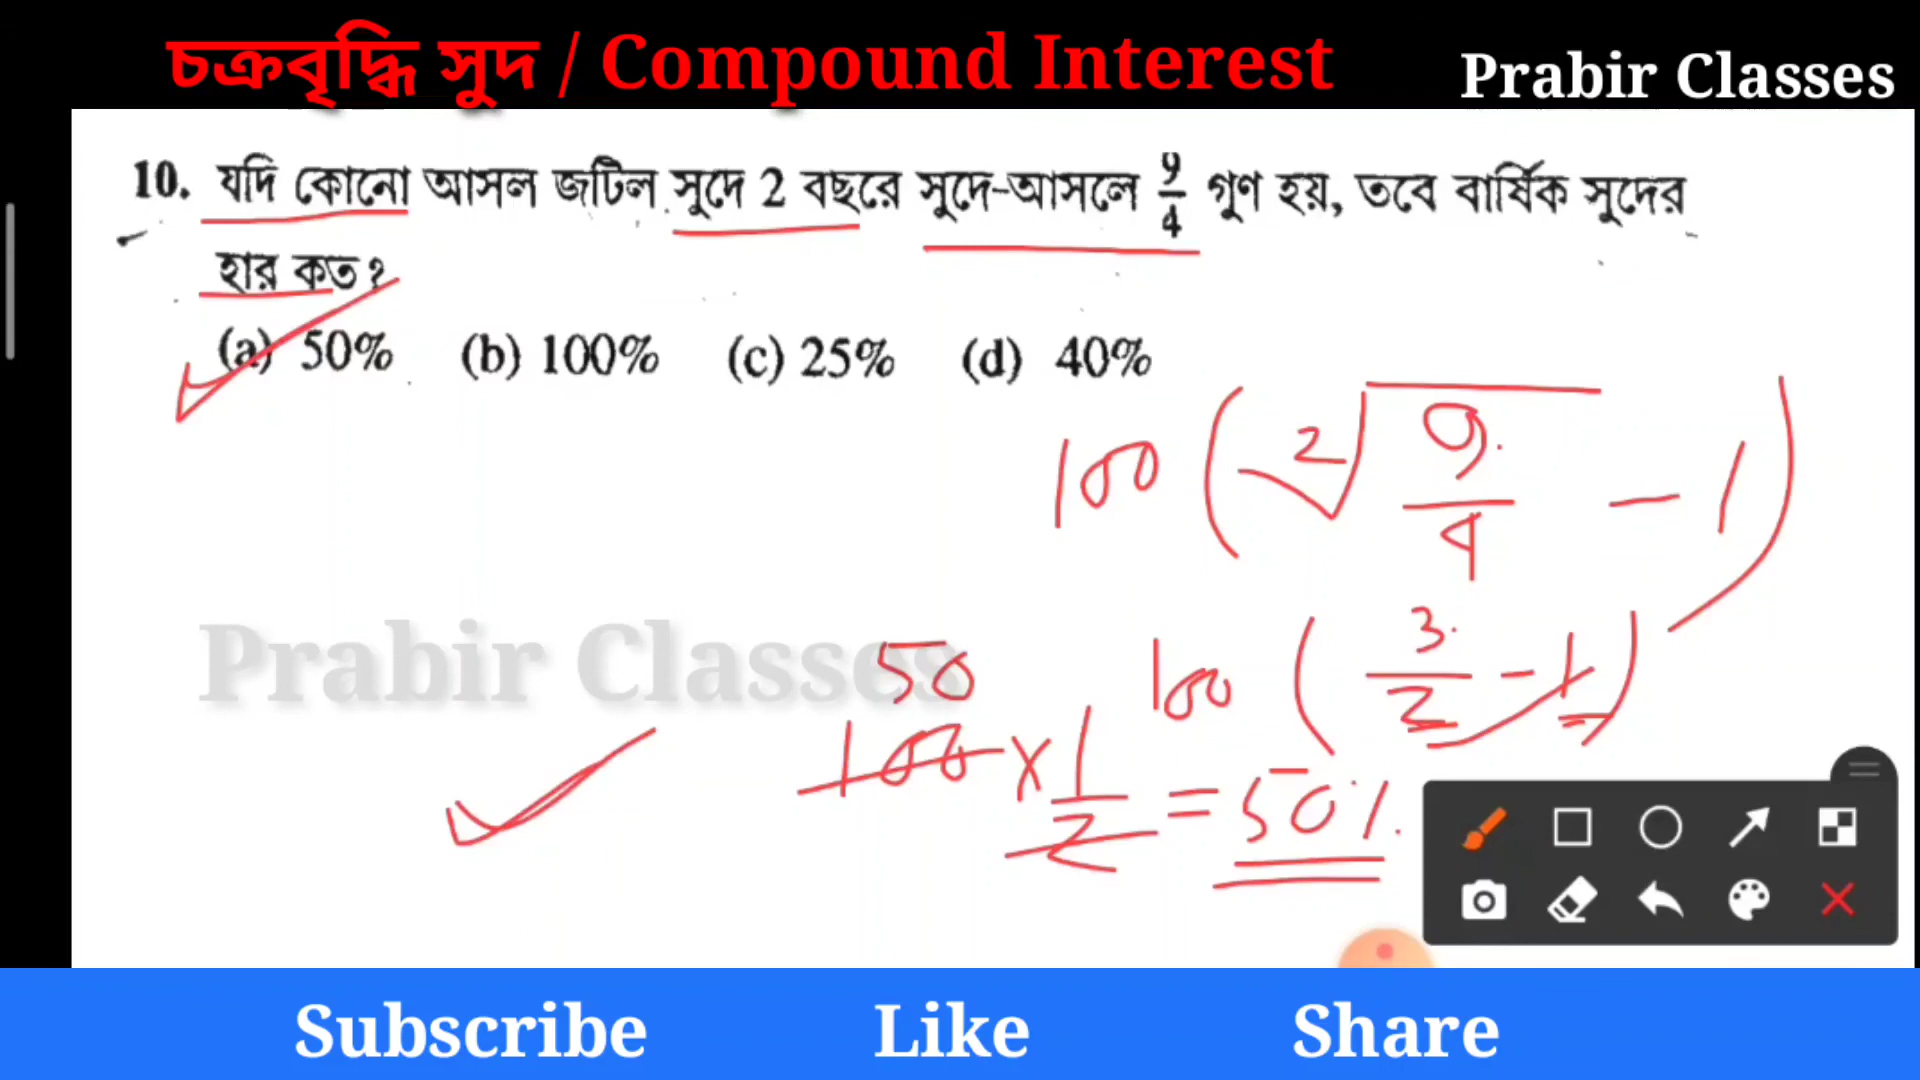 চক্রবৃদ্ধি সুদ / Compound Interest
Prabir Classes
10. যদি কোনো আসল জটিল সুদে 2 বছরে সুদে-আসলে 9/4 গুণ হয়, তবে বার্ষিক সুদের
হার কত?
(a) 50% (b) 100% (c) 25% (d) 40%
100 ( 2√9/4 − 1 )
100 ( 3/2 − 1 )
50
100 × 1/2 = 50%
Prabir Classes
Subscribe Like Share